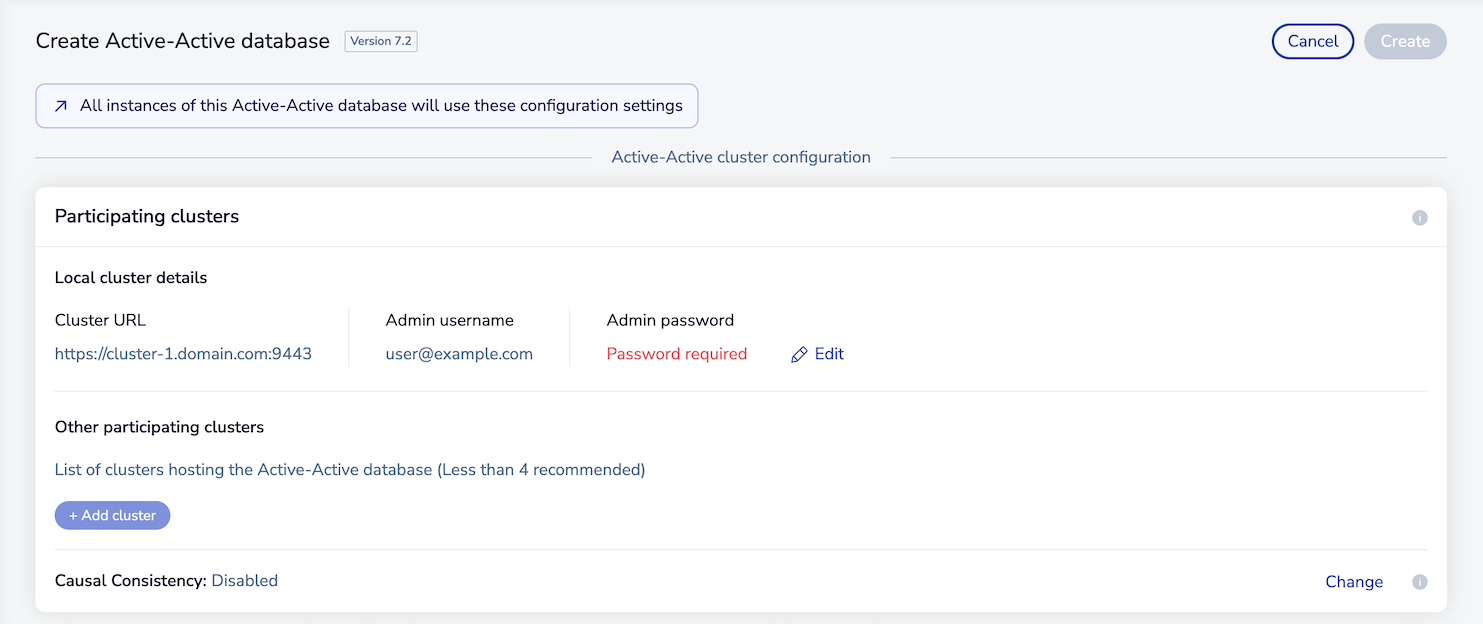 Create Active-Active database Version 7.2 Cancel Create
All instances of this Active-Active database will use these configuration settings
Active-Active cluster configuration
Participating clusters
Local cluster details
Cluster URL Admin username Admin password
https://cluster-1.domain.com:9443 user@example.com Password required Edit
Other participating clusters
List of clusters hosting the Active-Active database (Less than 4 recommended)
+ Add cluster
Causal Consistency: Disabled Change